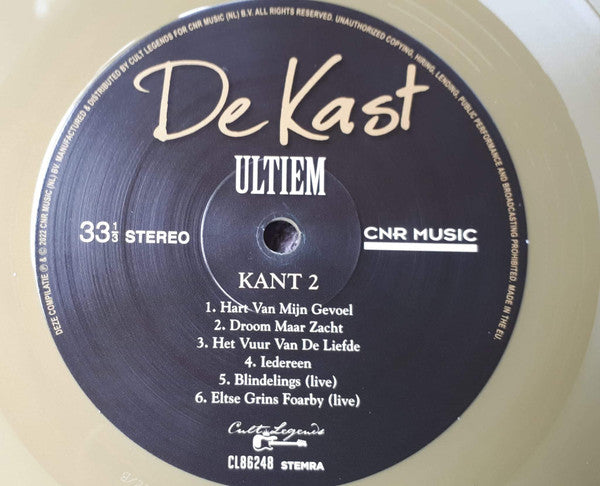 DEZE COMPILATIE ℗ & © 2022 CNR MUSIC (NL) B.V. MANUFACTURED & DISTRIBUTED BY CULT LEGENDS FOR CNR MUSIC (NL) B.V. ALL RIGHTS RESERVED. UNAUTHORIZED COPYING, HIRING, LENDING, PUBLIC PERFORMANCE AND BROADCASTING PROHIBITED. MADE IN THE EU.
De Kast
ULTIEM
33⅓ STEREO
CNR MUSIC
KANT 2
1. Hart Van Mijn Gevoel
2. Droom Maar Zacht
3. Het Vuur Van De Liefde
4. Iedereen
5. Blindelings (live)
6. Eltse Grins Foarby (live)
Cult Legends
CL86248 STEMRA